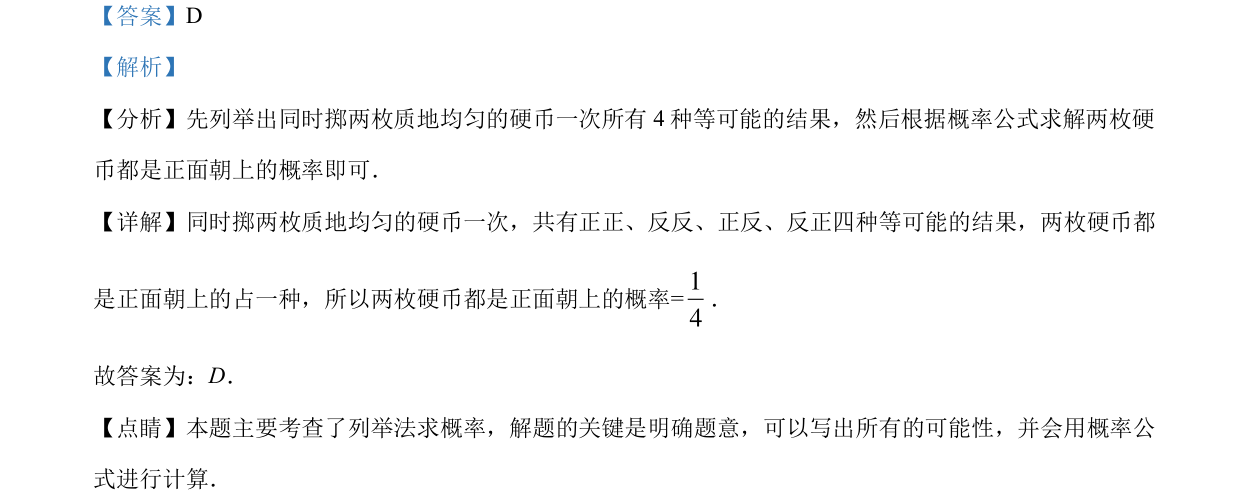 【答案】D
【解析】
【分析】先列举出同时掷两枚质地均匀的硬币一次所有 4 种等可能的结果，然后根据概率公式求解两枚硬
币都是正面朝上的概率即可．
【详解】同时掷两枚质地均匀的硬币一次，共有正正、反反、正反、反正四种等可能的结果，两枚硬币都
是正面朝上的占一种，所以两枚硬币都是正面朝上的概率=1/4．
故答案为：D．
【点睛】本题主要考查了列举法求概率，解题的关键是明确题意，可以写出所有的可能性，并会用概率公
式进行计算．